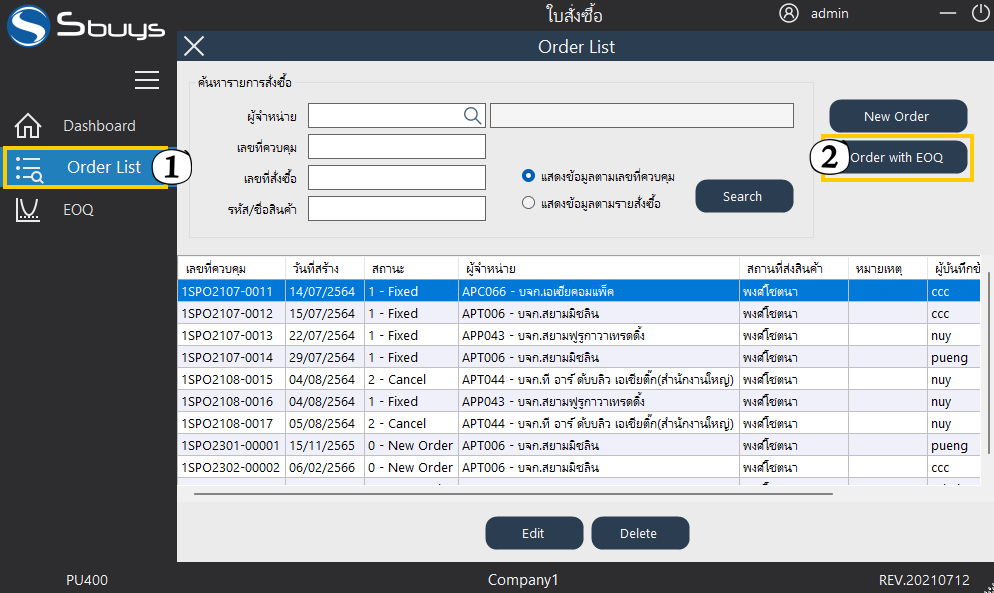 Sbuys
ใบสั่งซื้อ
admin
Order List
Dashboard
Order List
1
EOQ
ค้นหารายการสั่งซื้อ
ผู้จำหน่าย
เลขที่ควบคุม
เลขที่สั่งซื้อ
รหัส/ชื่อสินค้า
แสดงข้อมูลตามเลขที่ควบคุม
แสดงข้อมูลตามรายสั่งซื้อ
Search
New Order
2
Order with EOQ
เลขที่ควบคุม วันที่สร้าง สถานะ ผู้จำหน่าย สถานที่ส่งสินค้า หมายเหตุ
1SPO2107-0011 14/07/2564 1 - Fixed APC066 - บจก.เอเซียคอมแพ็ค พงศ์โชตนา ccc
1SPO2107-0012 15/07/2564 1 - Fixed APT006 - บจก.สยามมิชลิน พงศ์โชตนา ccc
1SPO2107-0013 22/07/2564 1 - Fixed APP043 - บจก.สยามฟูรูกาวาเทรดดิ้ง พงศ์โชตนา nuy
1SPO2107-0014 29/07/2564 1 - Fixed APT006 - บจก.สยามมิชลิน พงศ์โชตนา pueng
1SPO2108-0015 04/08/2564 2 - Cancel APT044 - บจก.ที อาร์ ดับบลิว เอเชียติ๊ก(สำนักงานใหญ่) พงศ์โชตนา nuy
1SPO2108-0016 04/08/2564 1 - Fixed APP043 - บจก.สยามฟูรูกาวาเทรดดิ้ง พงศ์โชตนา nuy
1SPO2108-0017 05/08/2564 2 - Cancel APT044 - บจก.ที อาร์ ดับบลิว เอเชียติ๊ก(สำนักงานใหญ่) พงศ์โชตนา nuy
1SPO2301-00001 15/11/2565 0 - New Order APT006 - บจก.สยามมิชลิน พงศ์โชตนา pueng
1SPO2302-00002 06/02/2566 0 - New Order APT006 - บจก.สยามมิชลิน พงศ์โชตนา ccc
Edit
Delete
PU400
Company1
REV.20210712